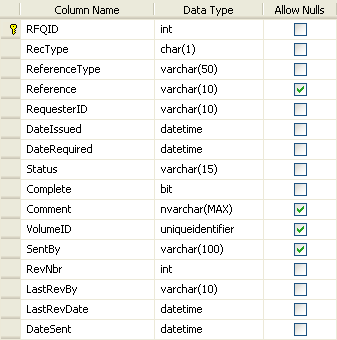 Column Name Data Type Allow Nulls
RFQID int
RecType char(1)
ReferenceType varchar(50)
Reference varchar(10)
RequesterID varchar(10)
DateIssued datetime
DateRequired datetime
Status varchar(15)
Complete bit
Comment nvarchar(MAX)
VolumeID uniqueidentifier
SentBy varchar(100)
RevNbr int
LastRevBy varchar(10)
LastRevDate datetime
DateSent datetime